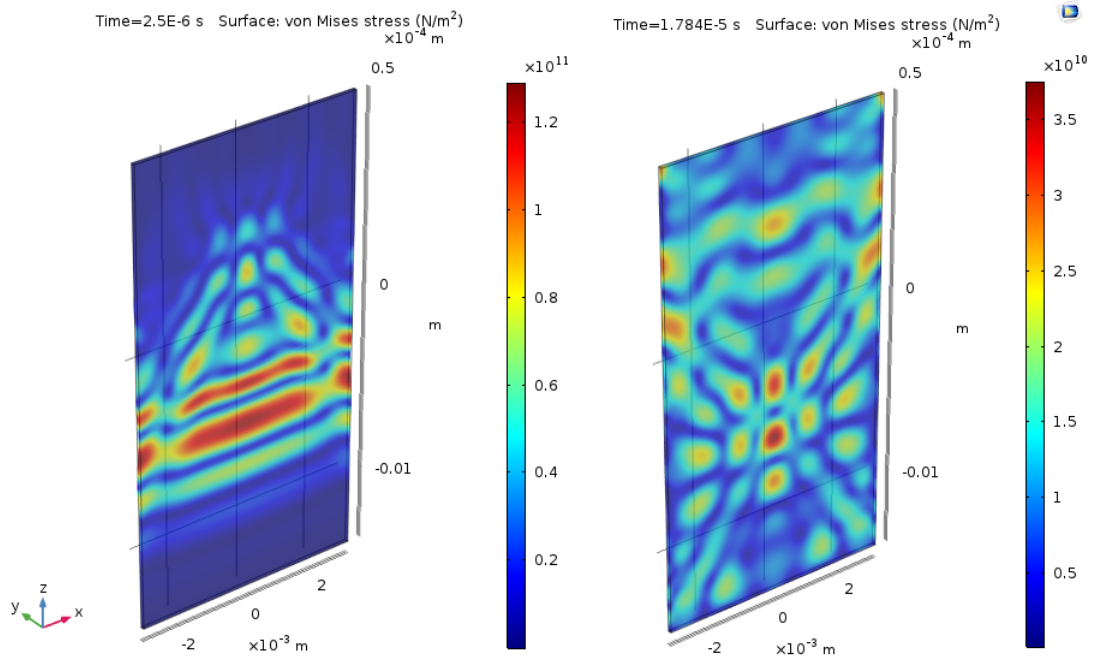 Time=2.5E-6 s Surface: von Mises stress (N/m²)
×10⁻⁴ m
0.5
×10¹¹
1.2
1
0.8
0.6
0.4
0.2
0
m
-0.01
2
0
-2
×10⁻³ m
y
z
x
Time=1.784E-5 s Surface: von Mises stress (N/m²)
×10⁻⁴ m
0.5
×10¹⁰
3.5
3
2.5
2
1.5
1
0.5
0
m
-0.01
2
0
-2
×10⁻³ m